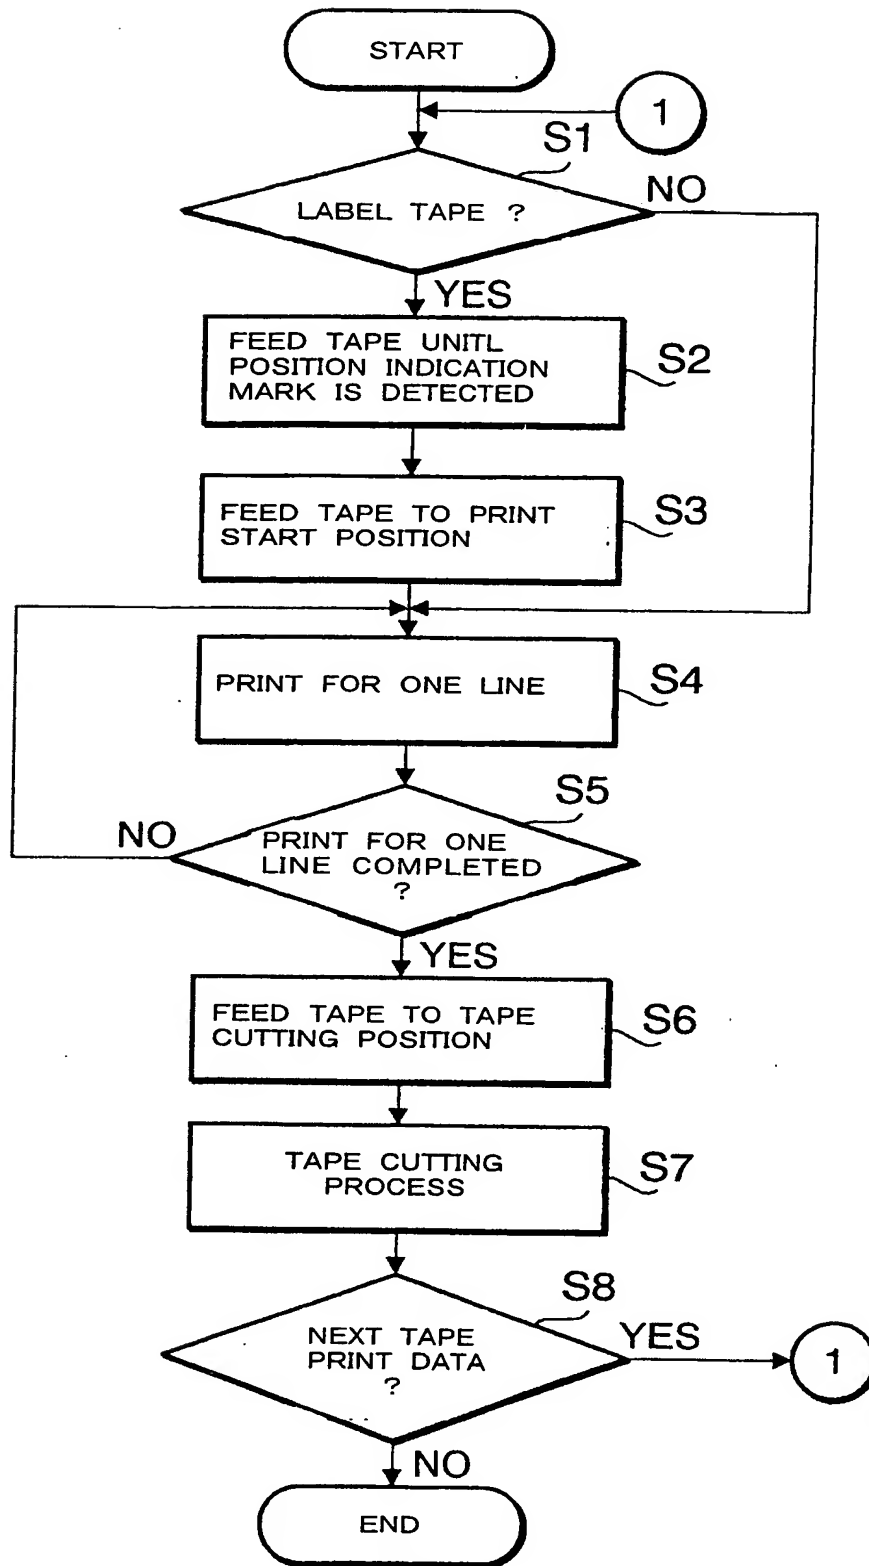 START
1
S1
LABEL TAPE ?
NO
YES
FEED TAPE UNITL
POSITION INDICATION
MARK IS DETECTED
S2
FEED TAPE TO PRINT
START POSITION
S3
PRINT FOR ONE LINE
S4
S5
NO
PRINT FOR ONE
LINE COMPLETED
?
YES
FEED TAPE TO TAPE
CUTTING POSITION
S6
TAPE CUTTING
PROCESS
S7
S8
NEXT TAPE
PRINT DATA
?
YES
1
NO
END